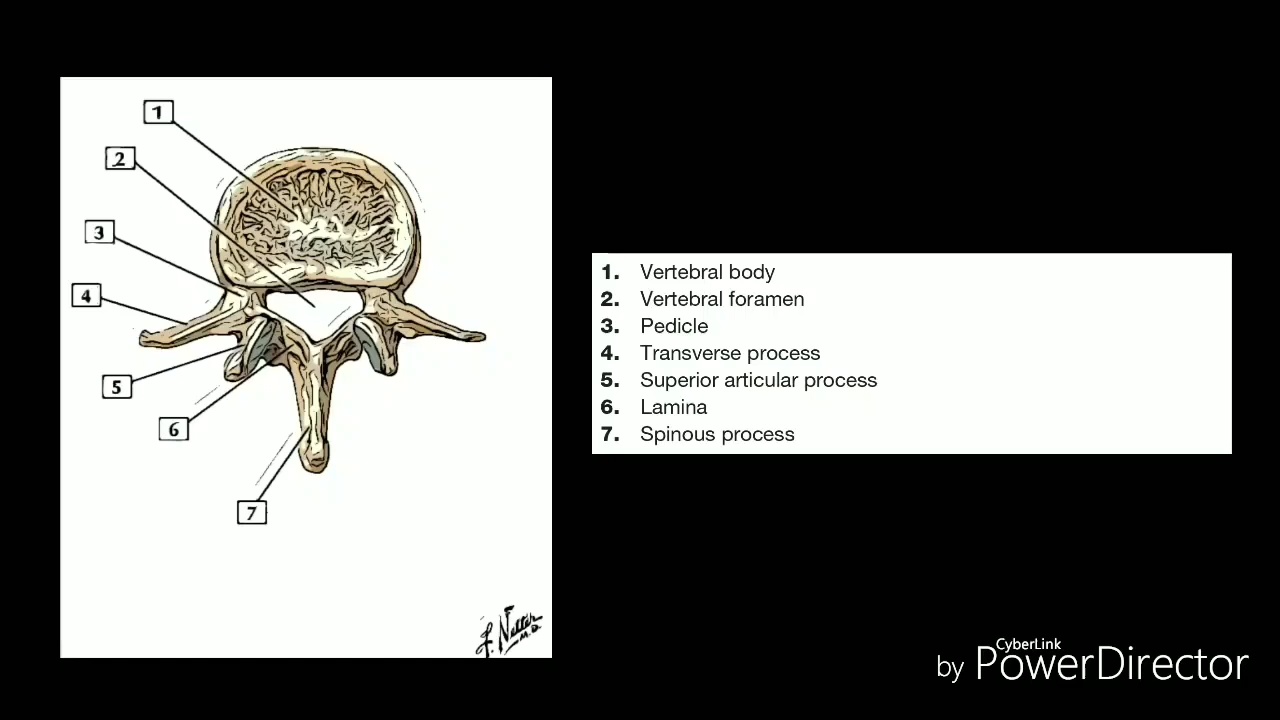 1
2
3
4
5
6
7
F. Netter
M.D.
1. Vertebral body
2. Vertebral foramen
3. Pedicle
4. Transverse process
5. Superior articular process
6. Lamina
7. Spinous process
CyberLink
by PowerDirector